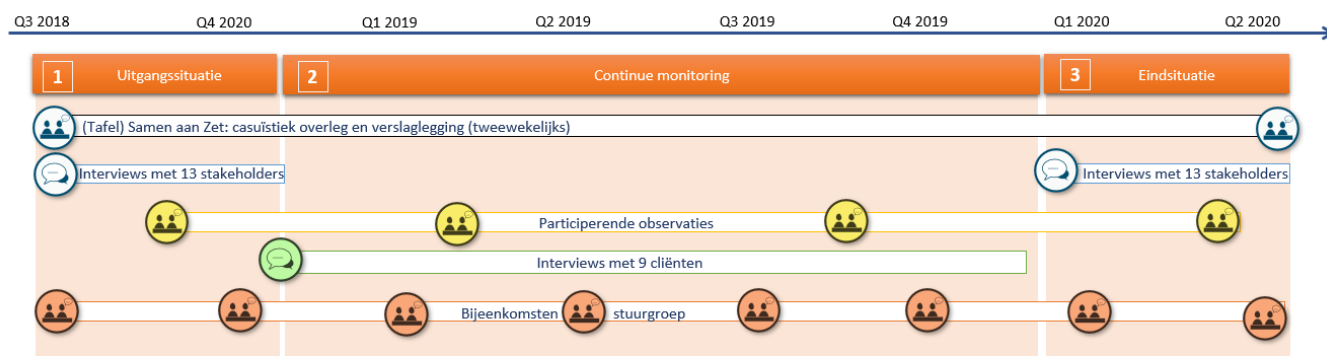 Q3 2018
Q4 2020
Q1 2019
Q2 2019
Q3 2019
Q4 2019
Q1 2020
Q2 2020
1
Uitgangssituatie
2
Continue monitoring
3
Eindsituatie
(Tafel) Samen aan Zet: casuïstiek overleg en verslaglegging (tweewekelijks)
Interviews met 13 stakeholders
Interviews met 13 stakeholders
Participerende observaties
Interviews met 9 cliënten
Bijeenkomsten stuurgroep